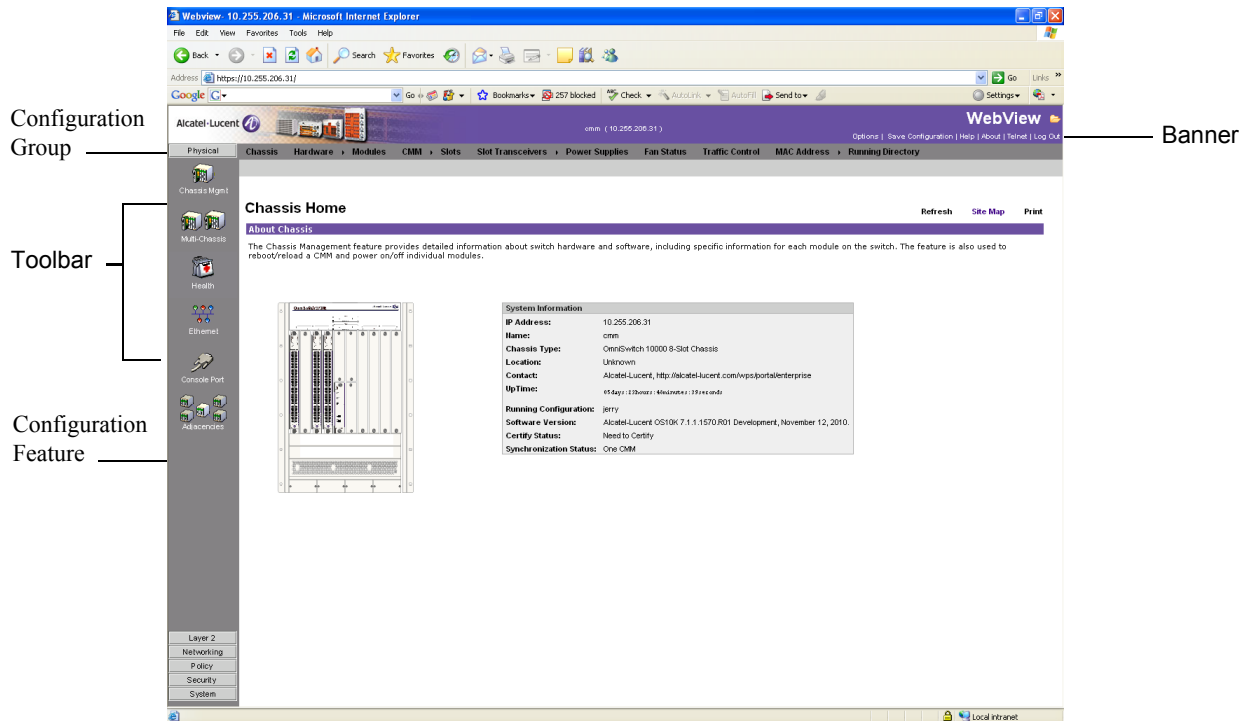 Webview- 10.255.206.31 - Microsoft Internet Explorer
File Edit View Favorites Tools Help
Back Search Favorites
Address https://10.255.206.31/ Go Links »
Google G Go Bookmarks 257 blocked Check AutoLink AutoFill Send to Settings
Configuration
Group
Alcatel-Lucent
cmm ( 10.255.206.31 )
WebView
Options | Save Configuration | Help | About | Telnet | Log Out
Banner
Physical Chassis Hardware Modules CMM Slots Slot Transceivers Power Supplies Fan Status Traffic Control MAC Address Running Directory
Chassis Mgmt
Chassis Home
Refresh Site Map Print
Multi-Chassis
About Chassis
The Chassis Management feature provides detailed information about switch hardware and software, including specific information for each module on the switch. The feature is also used to
reboot/reload a CMM and power on/off individual modules.
Toolbar
Health
Ethernet
Console Port
Adjacencies
Configuration
Feature
System Information
IP Address: 10.255.206.31
Name: cmm
Chassis Type: OmniSwitch 10000 8-Slot Chassis
Location: Unknown
Contact: Alcatel-Lucent, http://alcatel-lucent.com/wps/portal/enterprise
UpTime:
Running Configuration: jerry
Software Version: Alcatel-Lucent OS10K 7.1.1.1570.R01 Development, November 12, 2010.
Certify Status: Need to Certify
Synchronization Status: One CMM
Layer 2
Networking
Policy
Security
System
Local intranet